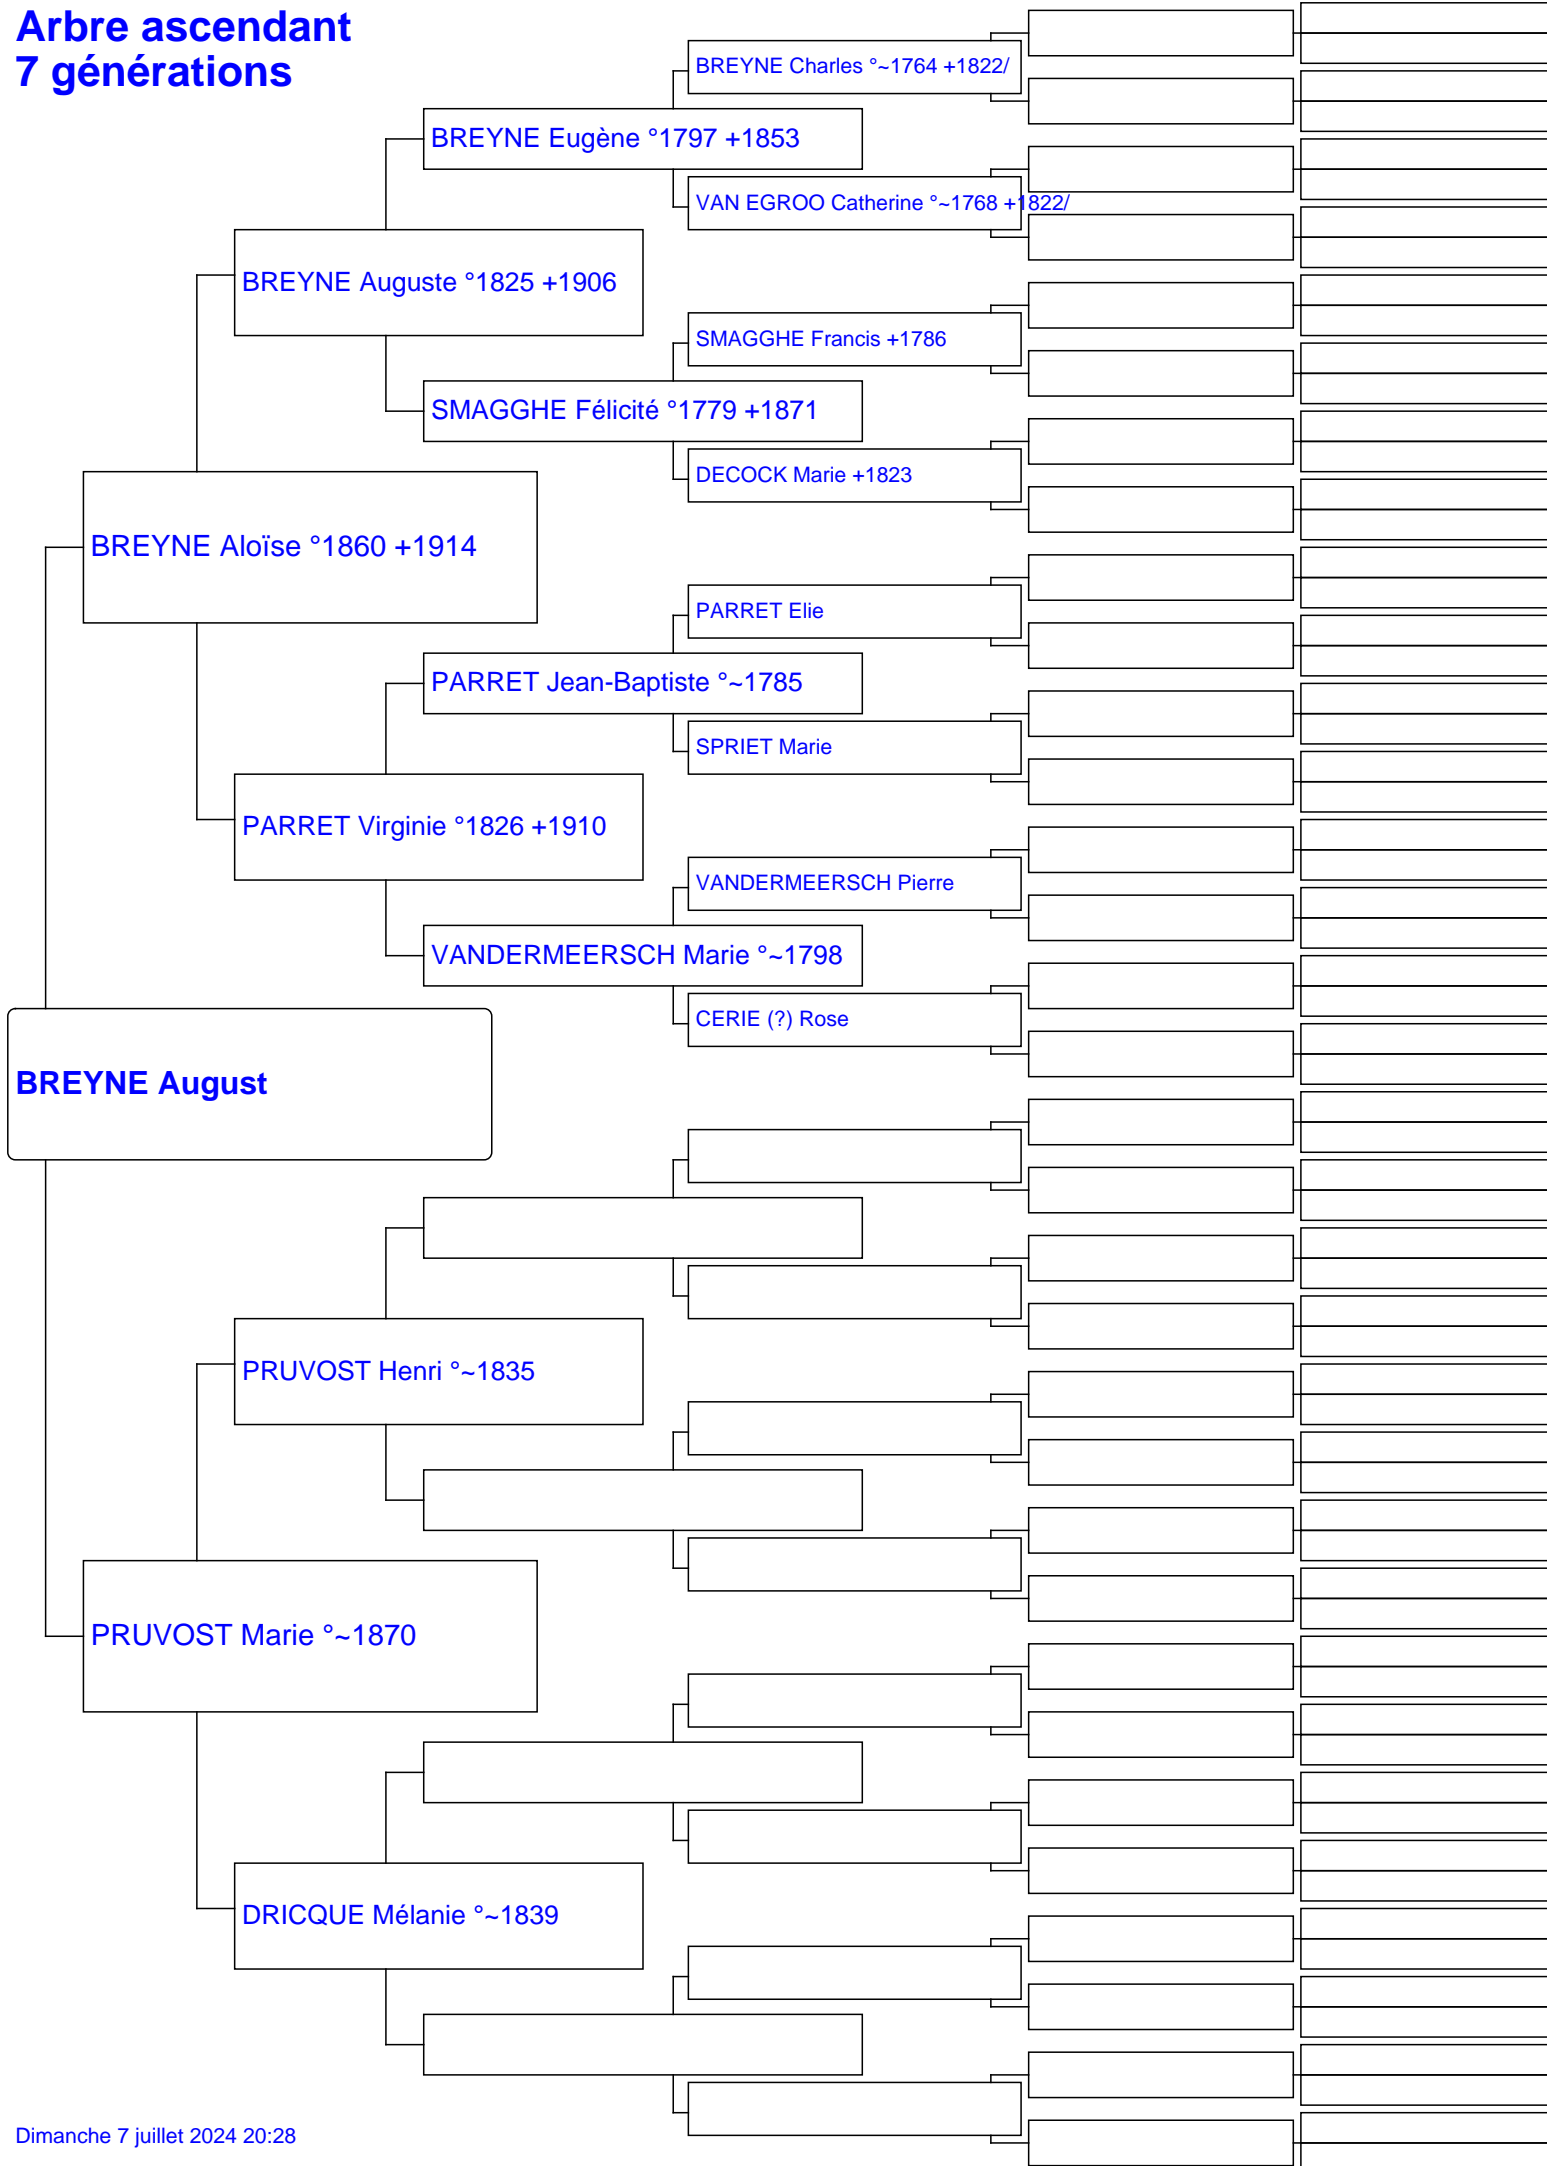 Arbre ascendant
7 générations
BREYNE Charles °~1764 +1822/
BREYNE Eugène °1797 +1853
VAN EGROO Catherine °~1768 +1822/
BREYNE Auguste °1825 +1906
SMAGGHE Francis +1786
SMAGGHE Félicité °1779 +1871
DECOCK Marie +1823
BREYNE Aloïse °1860 +1914
PARRET Elie
PARRET Jean-Baptiste °~1785
SPRIET Marie
PARRET Virginie °1826 +1910
VANDERMEERSCH Pierre
VANDERMEERSCH Marie °~1798
CERIE (?) Rose
BREYNE August
PRUVOST Henri °~1835
PRUVOST Marie °~1870
DRICQUE Mélanie °~1839
Dimanche 7 juillet 2024 20:28